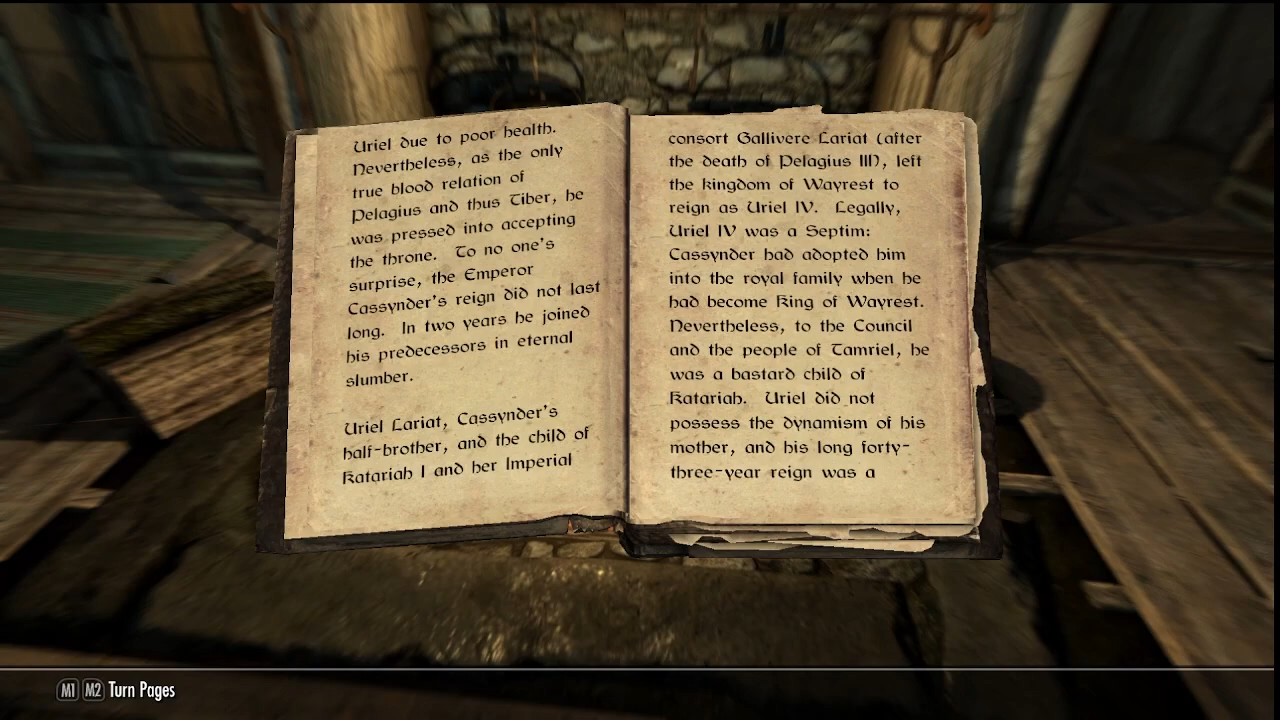 Uriel due to poor health.
Nevertheless, as the only
true blood relation of
Pelagius and thus Tiber, he
was pressed into accepting
the throne.  To no one's
surprise, the Emperor
Cassynder's reign did not last
long.  In two years he joined
his predecessors in eternal
slumber.
Uriel Lariat, Cassynder's
half-brother, and the child of
Katariah I and her Imperial
consort Gallivere Lariat (after
the death of Pelagius III), left
the kingdom of Wayrest to
reign as Uriel IV.  Legally,
Uriel IV was a Septim:
Cassynder had adopted him
into the royal family when he
had become King of Wayrest.
Nevertheless, to the Council
and the people of Tamriel, he
was a bastard child of
Katariah.  Uriel did not
possess the dynamism of his
mother, and his long forty-
three-year reign was a
M1 M2 Turn Pages